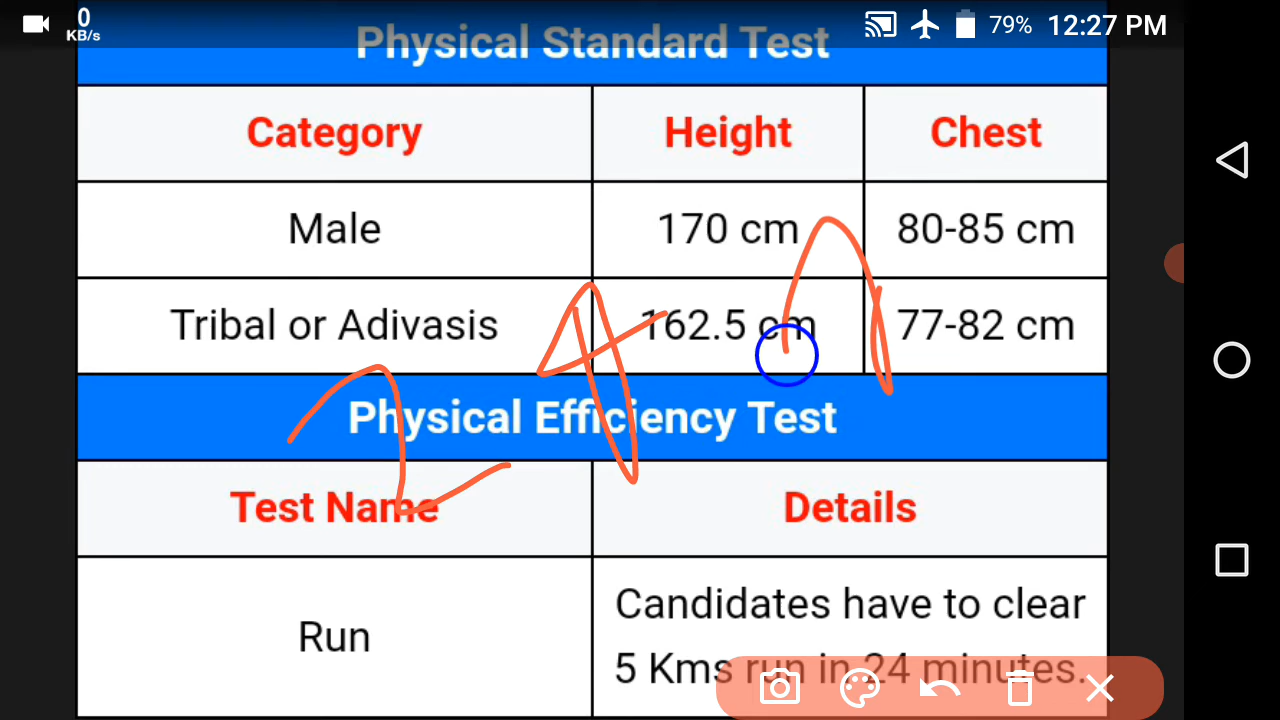 0
KB/s
79% 12:27 PM
Physical Standard Test
Category Height Chest
Male 170 cm 80-85 cm
Tribal or Adivasis 162.5 cm 77-82 cm
Physical Efficiency Test
Test Name Details
Run Candidates have to clear
5 Kms run in 24 minutes.